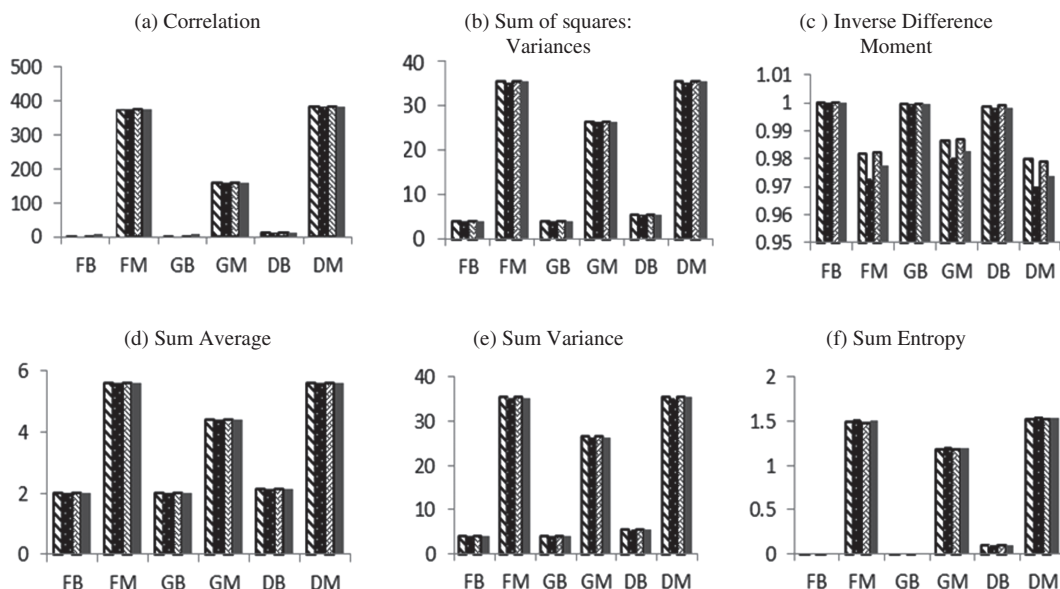 (a) Correlation
500
400
300
200
100
0
FB FM GB GM DB DM
(b) Sum of squares:
Variances
40
30
20
10
0
FB FM GB GM DB DM
(c ) Inverse Difference
Moment
1.01
1
0.99
0.98
0.97
0.96
0.95
FB FM GB GM DB DM
(d) Sum Average
6
4
2
0
FB FM GB GM DB DM
(e) Sum Variance
40
30
20
10
0
FB FM GB GM DB DM
(f) Sum Entropy
2
1.5
1
0.5
0
FB FM GB GM DB DM